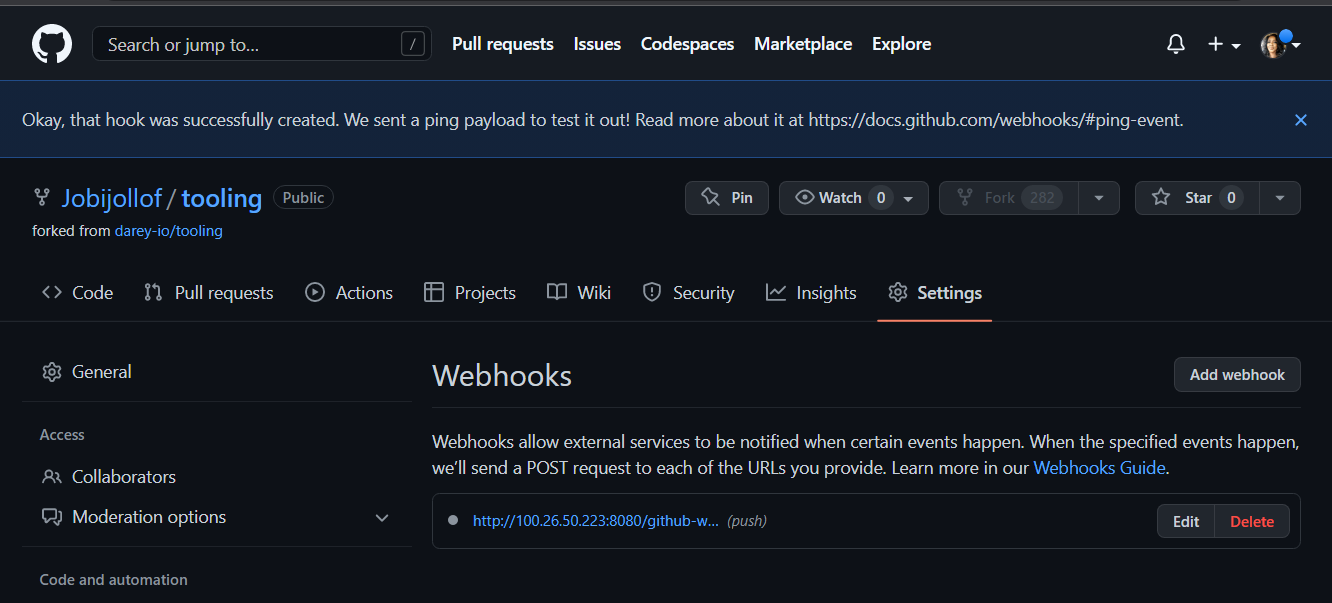 Search or jump to... / Pull requests Issues Codespaces Marketplace Explore
Okay, that hook was successfully created. We sent a ping payload to test it out! Read more about it at https://docs.github.com/webhooks/#ping-event.
Jobijollof / tooling Public Pin Watch 0 Fork 282 Star 0
forked from darey-io/tooling
Code Pull requests Actions Projects Wiki Security Insights Settings
General
Access
Collaborators
Moderation options
Code and automation
Webhooks Add webhook
Webhooks allow external services to be notified when certain events happen. When the specified events happen,
we’ll send a POST request to each of the URLs you provide. Learn more in our Webhooks Guide.
http://100.26.50.223:8080/github-w... (push) Edit Delete